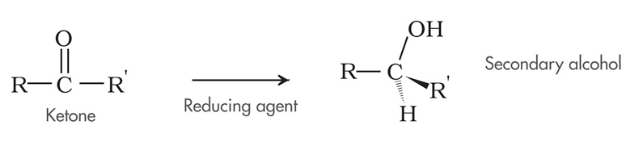 O
R—C—R'
Ketone
Reducing agent
OH
R—C
R'
H
Secondary alcohol